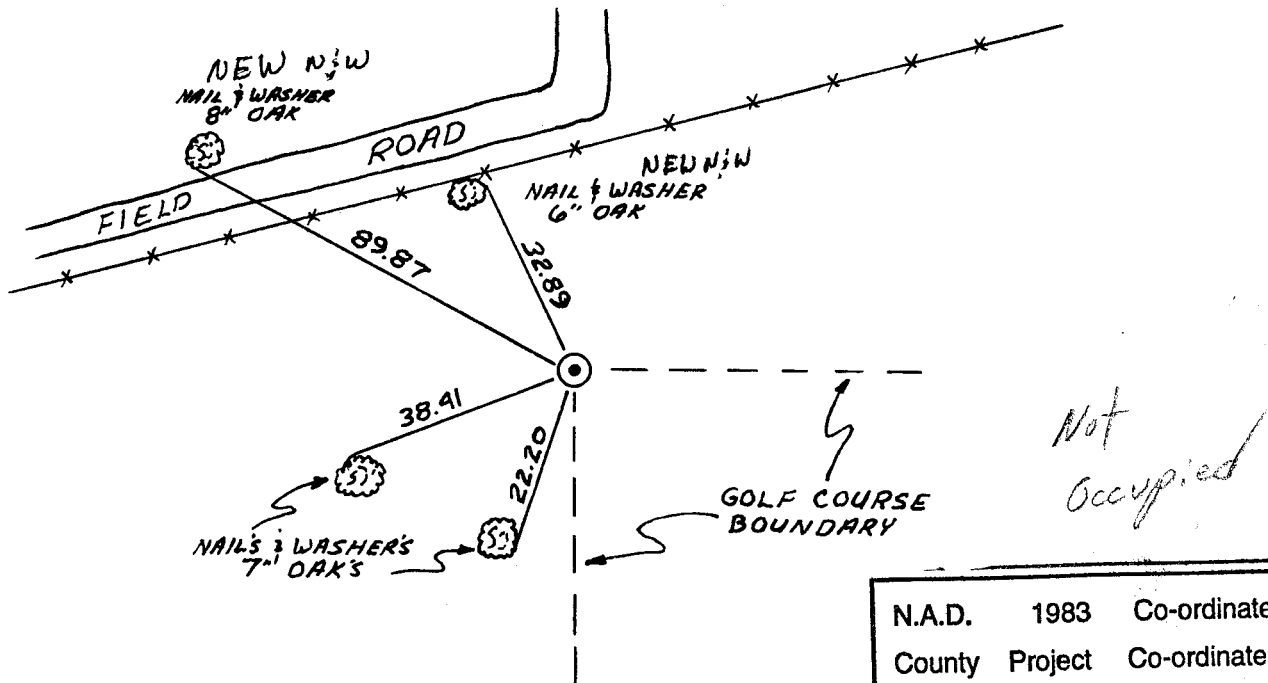 NEW N&W
NAIL & WASHER
8" OAK
ROAD
FIELD
NEW N&W
NAIL & WASHER
6" OAK
89.87
32.89
38.41
22.20
Not
Occupied
GOLF COURSE
BOUNDARY
NAIL'S & WASHER'S
7" OAK'S
N.A.D. 1983 Co-ordinate
County Project Co-ordinate